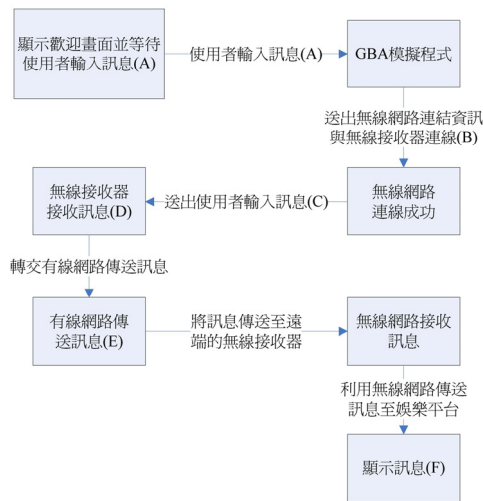 顯示歡迎畫面並等待
使用者輸入訊息(A)
使用者輸入訊息(A)
GBA模擬程式
送出無線網路連結資訊
與無線接收器連線(B)
無線網路
連線成功
送出使用者輸入訊息(C)
無線接收器
接收訊息(D)
轉交有線網路傳送訊息
有線網路傳
送訊息(E)
將訊息傳送至遠
端的無線接收器
無線網路接收
訊息
利用無線網路傳送
訊息至娛樂平台
顯示訊息(F)